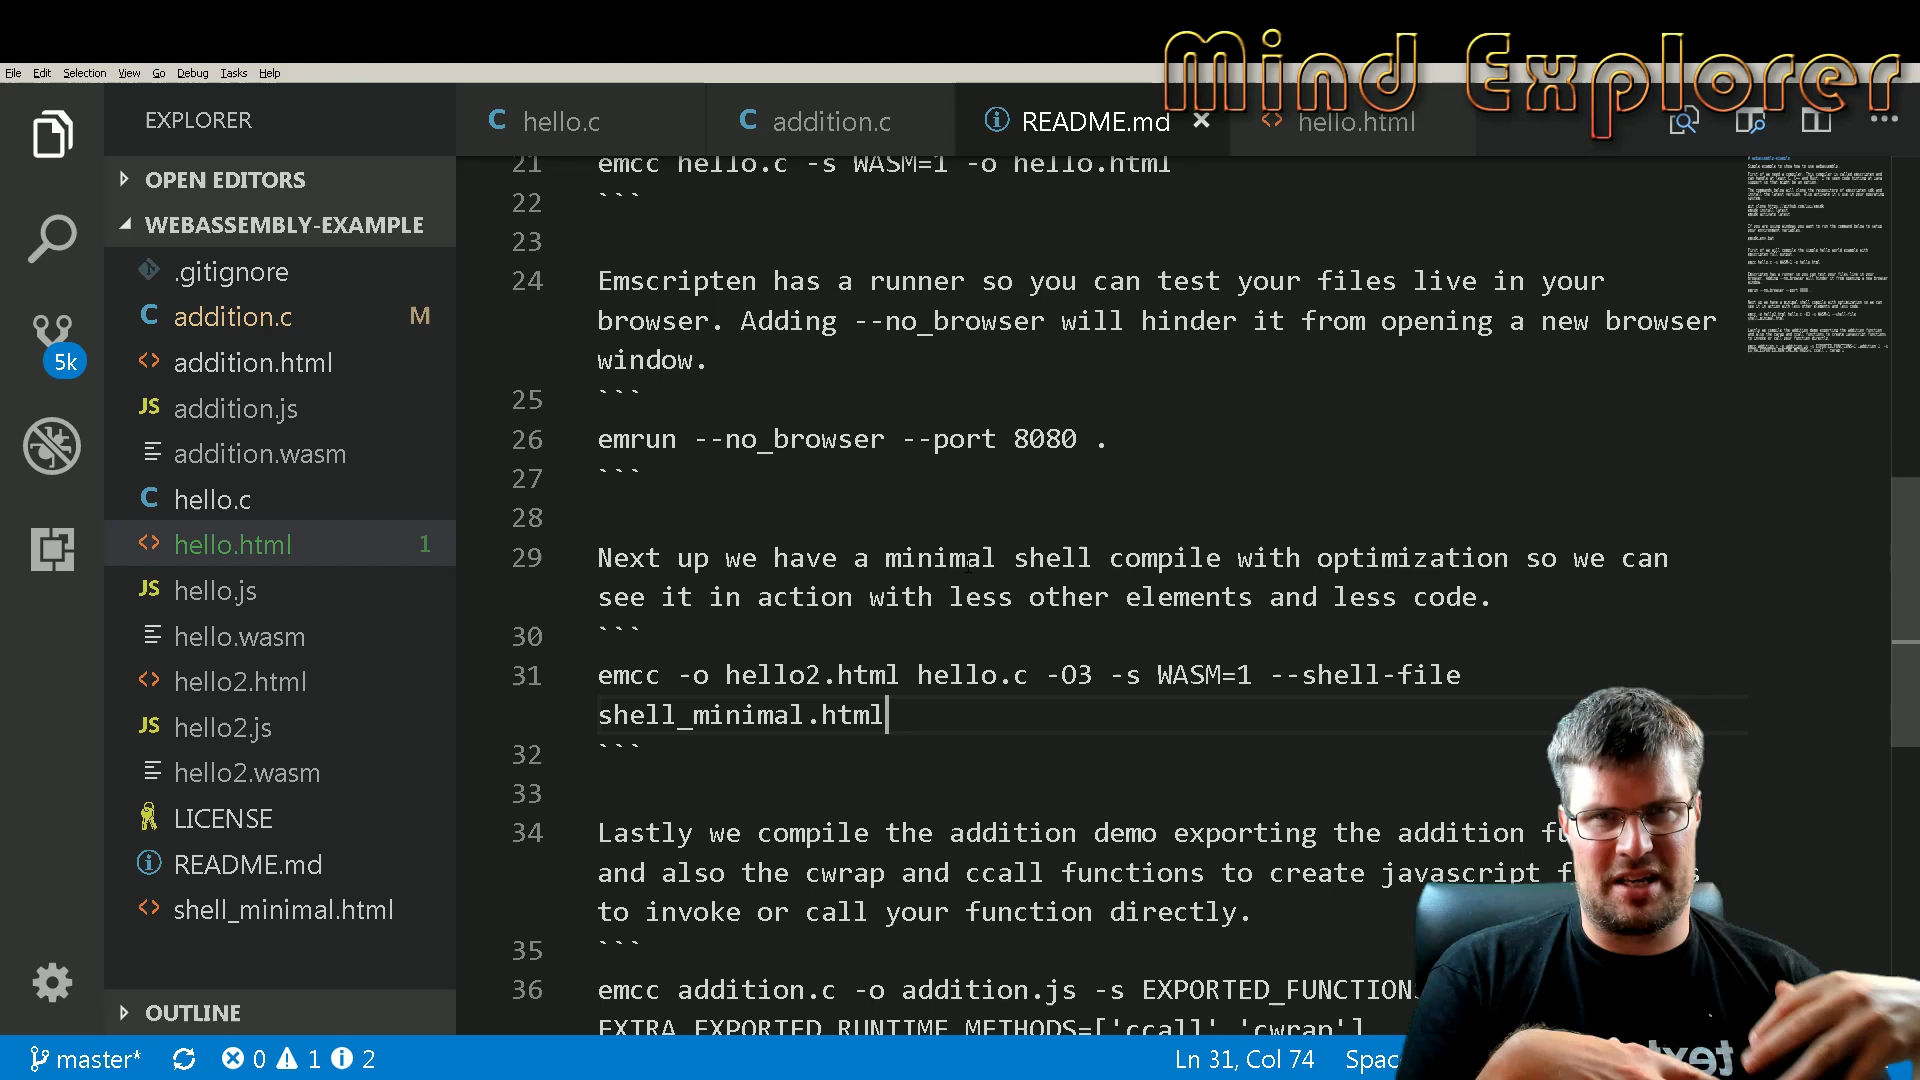 Mind Explorer
File Edit Selection View Go Debug Tasks Help
EXPLORER
hello.c
addition.c
README.md
hello.html
OPEN EDITORS
WEBASSEMBLY-EXAMPLE
.gitignore
addition.c M
addition.html
addition.js
addition.wasm
hello.c
hello.html 1
hello.js
hello.wasm
hello2.html
hello2.js
hello2.wasm
LICENSE
README.md
shell_minimal.html
OUTLINE
5k
21 emcc hello.c -s WASM=1 -o hello.html
22 ```
23
24 Emscripten has a runner so you can test your files live in your
browser. Adding --no_browser will hinder it from opening a new browser
window.
25 ```
26 emrun --no_browser --port 8080 .
27 ```
28
29 Next up we have a minimal shell compile with optimization so we can
see it in action with less other elements and less code.
30 ```
31 emcc -o hello2.html hello.c -O3 -s WASM=1 --shell-file
shell_minimal.html
32 ```
33
34 Lastly we compile the addition demo exporting the addition
and also the cwrap and ccall functions to create javascript
to invoke or call your function directly.
35 ```
36 emcc addition.c -o addition.js -s EXPORTED_FUNCTION
EXTRA_EXPORTED_RUNTIME_METHODS=['ccall','cwrap']
master* 0 1 2
Ln 31, Col 74 Spac
text